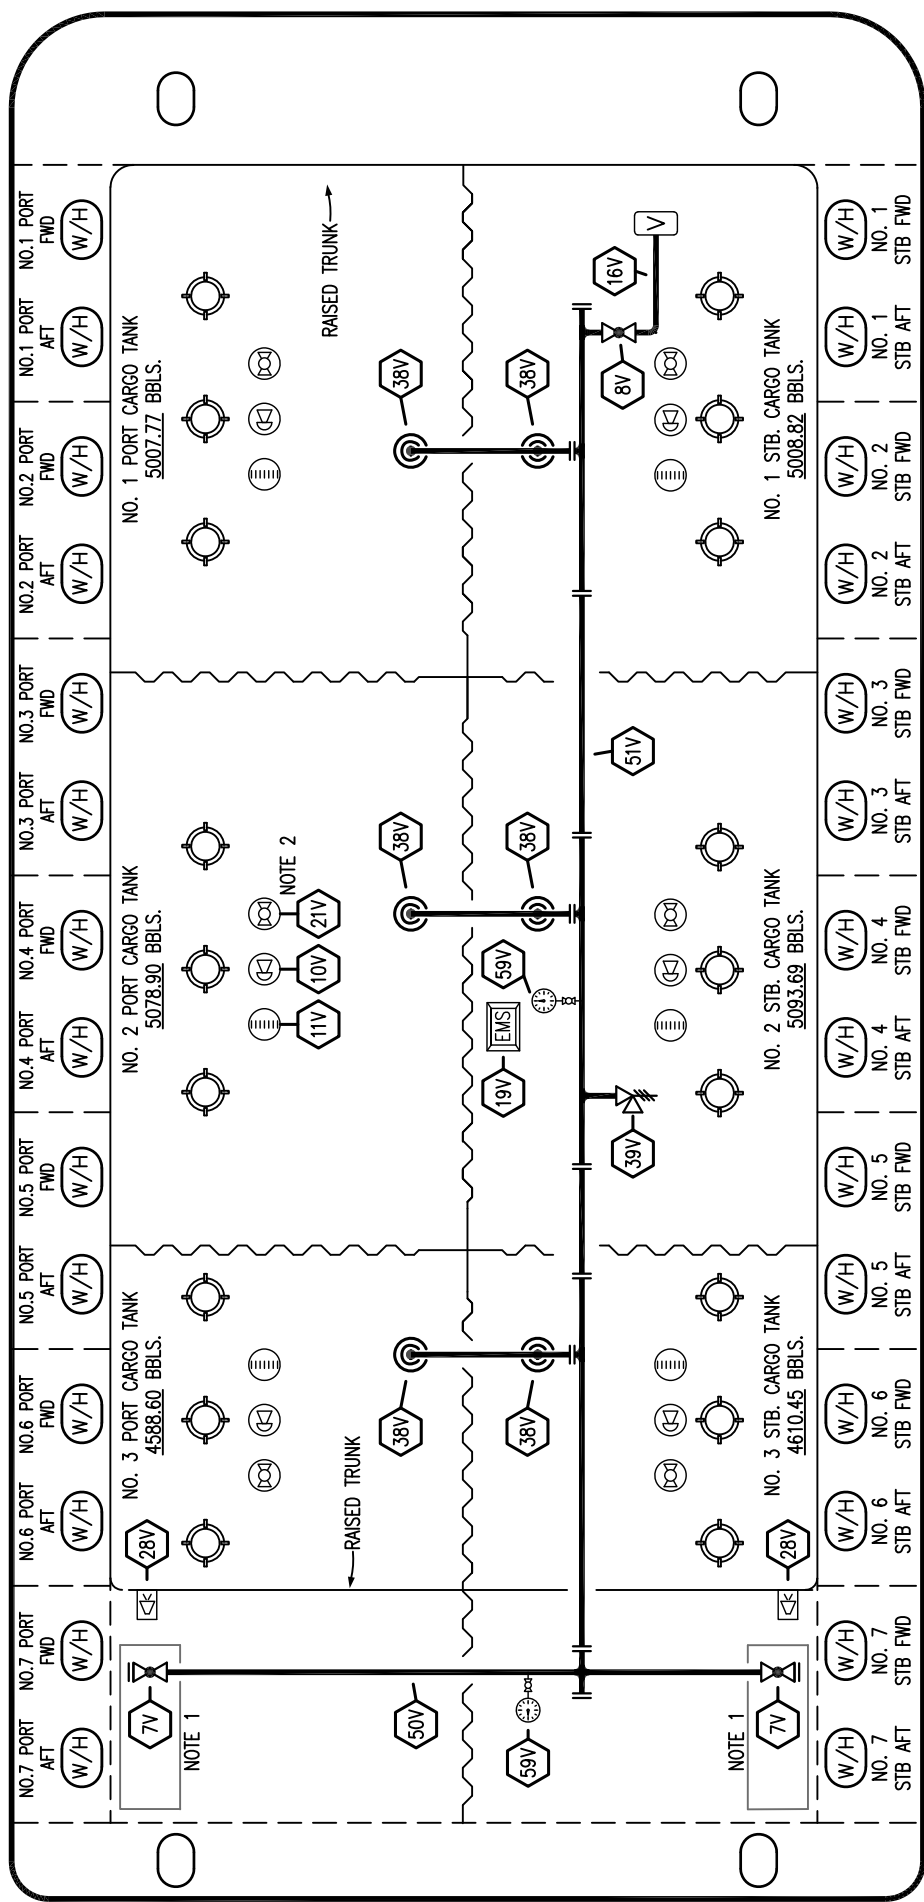 NO.1 PORT
FWD
W/H
NO.1 PORT
AFT
W/H
NO.2 PORT
FWD
W/H
NO.2 PORT
AFT
W/H
NO.3 PORT
FWD
W/H
NO.3 PORT
AFT
W/H
NO.4 PORT
FWD
W/H
NO.4 PORT
AFT
W/H
NO.5 PORT
FWD
W/H
NO.5 PORT
AFT
W/H
NO.6 PORT
FWD
W/H
NO.6 PORT
AFT
W/H
NO.7 PORT
FWD
W/H
NO.7 PORT
AFT
W/H
NO. 1 PORT CARGO TANK
5007.77 BBLS.
RAISED TRUNK
38V
38V
16V
V
8V
NO. 1 STB. CARGO TANK
5008.82 BBLS.
NO. 2 PORT CARGO TANK
5078.90 BBLS.
NOTE 2
21V
10V
11V
38V
38V
51V
59V
EMS
19V
39V
NO. 2 STB. CARGO TANK
5093.69 BBLS.
NO. 3 PORT CARGO TANK
4588.60 BBLS.
RAISED TRUNK
38V
38V
28V
NO. 3 STB. CARGO TANK
4610.45 BBLS.
28V
7V
NOTE 1
50V
59V
NOTE 1
7V
W/H
NO. 1
STB FWD
W/H
NO. 1
STB AFT
W/H
NO. 2
STB FWD
W/H
NO. 2
STB AFT
W/H
NO. 3
STB FWD
W/H
NO. 3
STB AFT
W/H
NO. 4
STB FWD
W/H
NO. 4
STB AFT
W/H
NO. 5
STB FWD
W/H
NO. 5
STB AFT
W/H
NO. 6
STB FWD
W/H
NO. 6
STB AFT
W/H
NO. 7
STB FWD
W/H
NO. 7
STB AFT